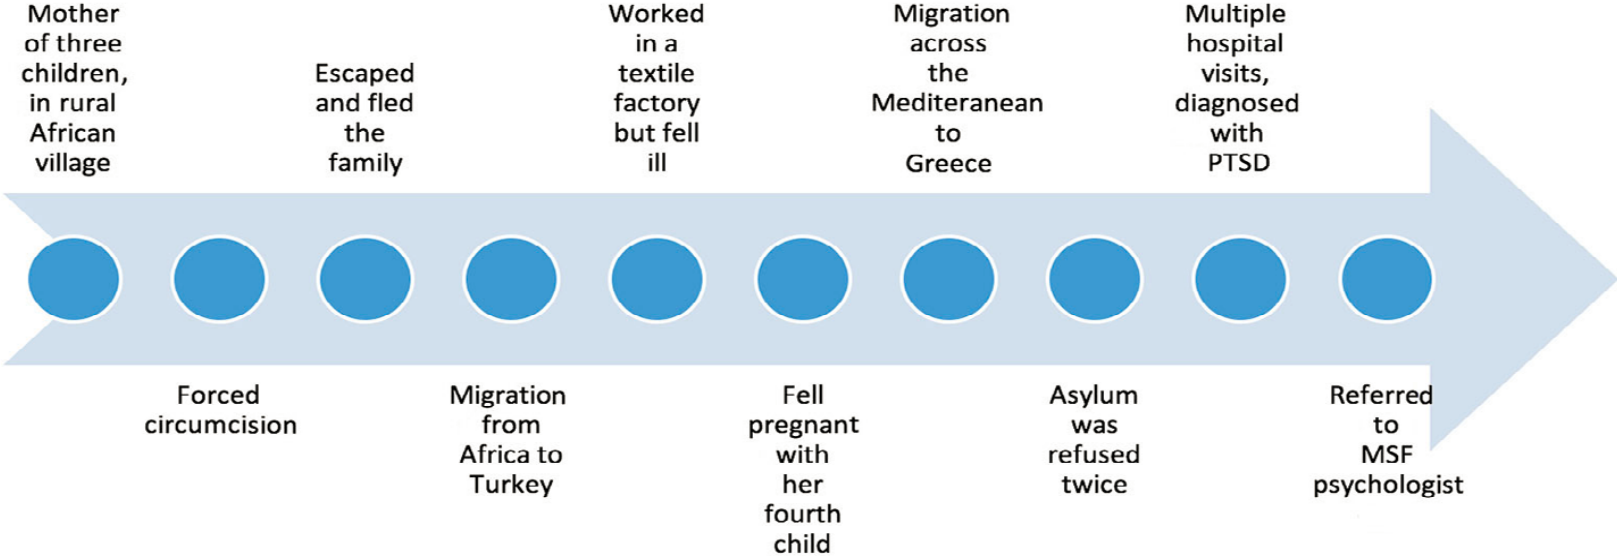 Mother
of three
children,
in rural
African
village
Forced
circumcision
Escaped
and fled
the
family
Migration
from
Africa to
Turkey
Worked
in a
textile
factory
but fell
ill
Fell
pregnant
with
her
fourth
child
Migration
across
the
Mediteranean
to
Greece
Asylum
was
refused
twice
Multiple
hospital
visits,
diagnosed
with
PTSD
Referred
to
MSF
psychologist